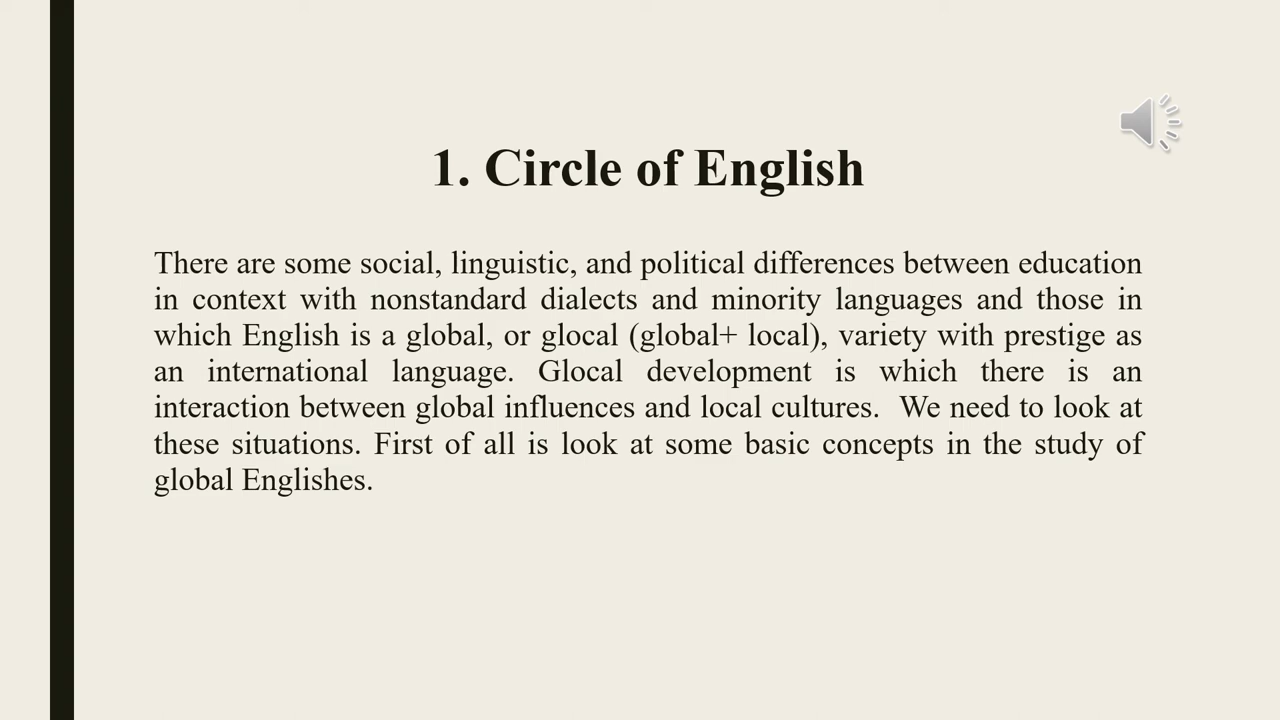 1. Circle of English
There are some social, linguistic, and political differences between education
in context with nonstandard dialects and minority languages and those in
which English is a global, or glocal (global+ local), variety with prestige as
an international language. Glocal development is which there is an
interaction between global influences and local cultures.  We need to look at
these situations. First of all is look at some basic concepts in the study of
global Englishes.